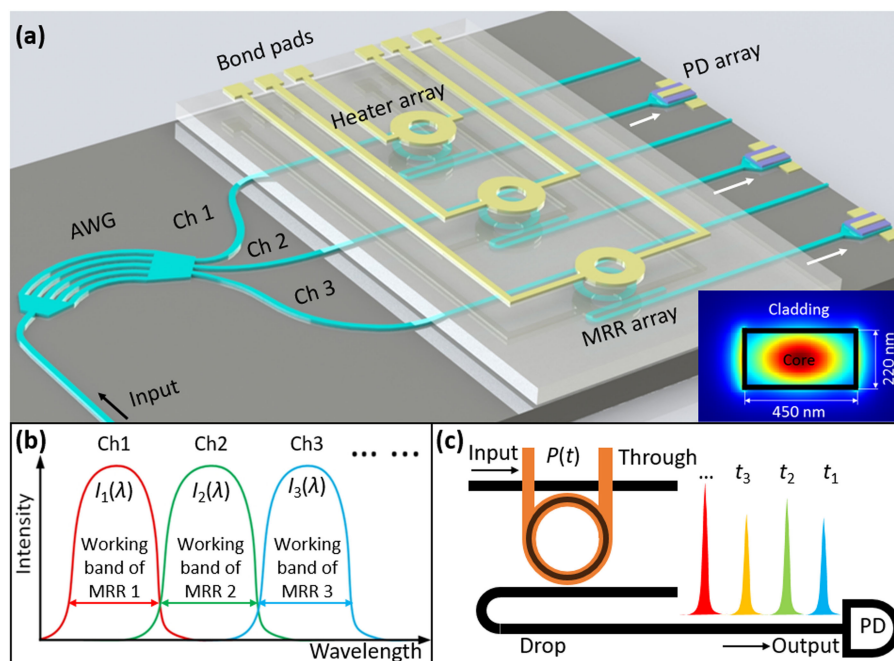 (a)
Bond pads
PD array
Heater array
AWG
Ch 1
Ch 2
Ch 3
MRR array
Input
Cladding
Core
220 nm
450 nm
(b)
Ch1 Ch2 Ch3 ... ...
I1(λ) I2(λ) I3(λ)
Intensity
Working band of MRR 1
Working band of MRR 2
Working band of MRR 3
Wavelength
(c)
Input P(t) Through
... t3 t2 t1
Drop
Output
PD